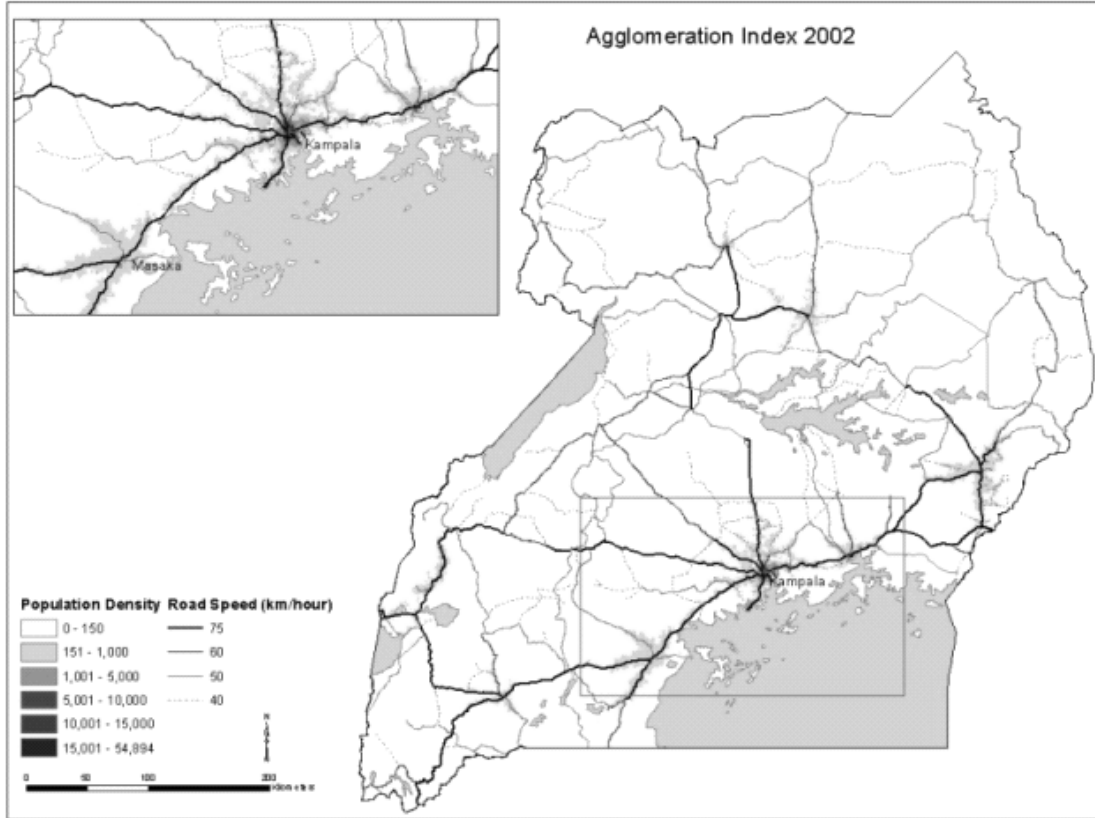 Agglomeration Index 2002
Kampala
Masaka
Kampala
Population Density Road Speed (km/hour)
0 - 150 75
151 - 1,000 60
1,001 - 5,000 50
5,001 - 10,000 40
10,001 - 15,000
15,001 - 54,894
N
0 50 100 200
Kilometers